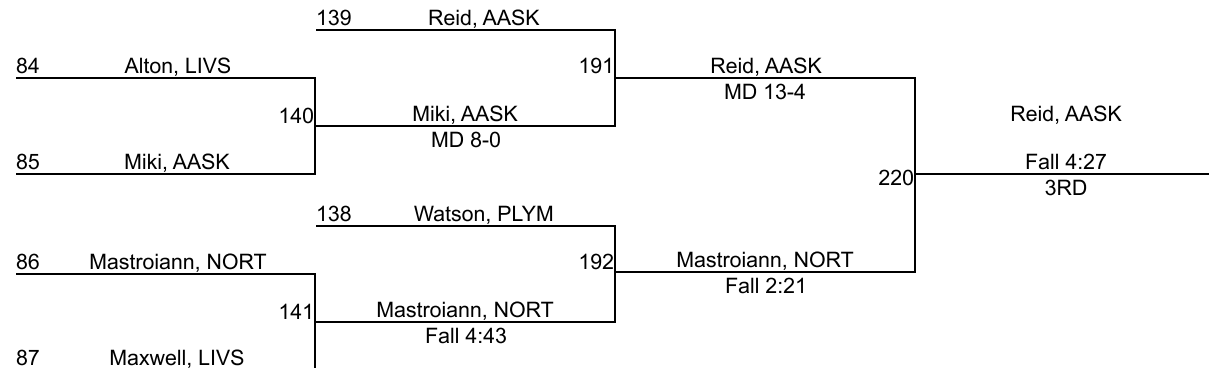 139 Reid, AASK
84 Alton, LIVS
191 Reid, AASK
MD 13-4
140 Miki, AASK
MD 8-0
Reid, AASK
85 Miki, AASK
Fall 4:27
220
3RD
138 Watson, PLYM
86 Mastroiann, NORT
192 Mastroiann, NORT
Fall 2:21
141 Mastroiann, NORT
Fall 4:43
87 Maxwell, LIVS